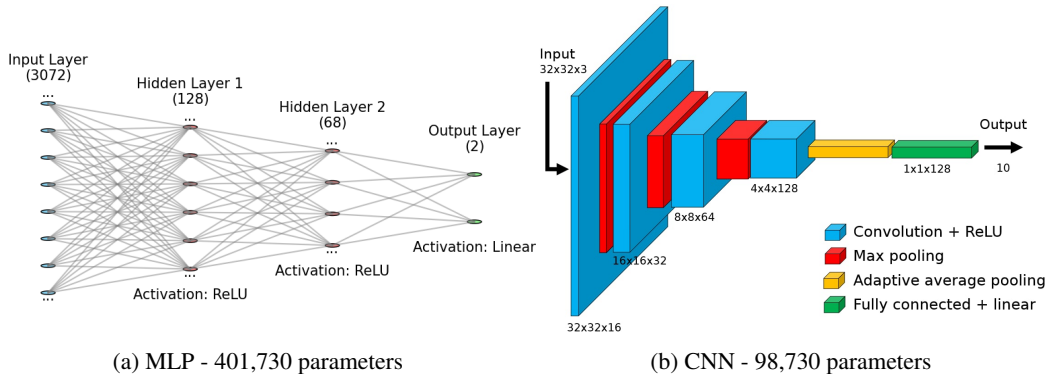 Input Layer
(3072)
...
...
Hidden Layer 1
(128)
...
...
Activation: ReLU
Hidden Layer 2
(68)
...
...
Activation: ReLU
Output Layer
(2)
Activation: Linear
(a) MLP - 401,730 parameters
Input
32x32x3
32x32x16
16x16x32
8x8x64
4x4x128
1x1x128
Output
10
Convolution + ReLU
Max pooling
Adaptive average pooling
Fully connected + linear
(b) CNN - 98,730 parameters